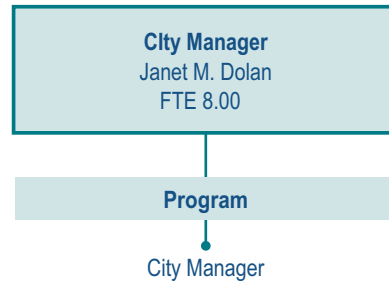 CIty Manager
Janet M. Dolan
FTE 8.00
Program
City Manager